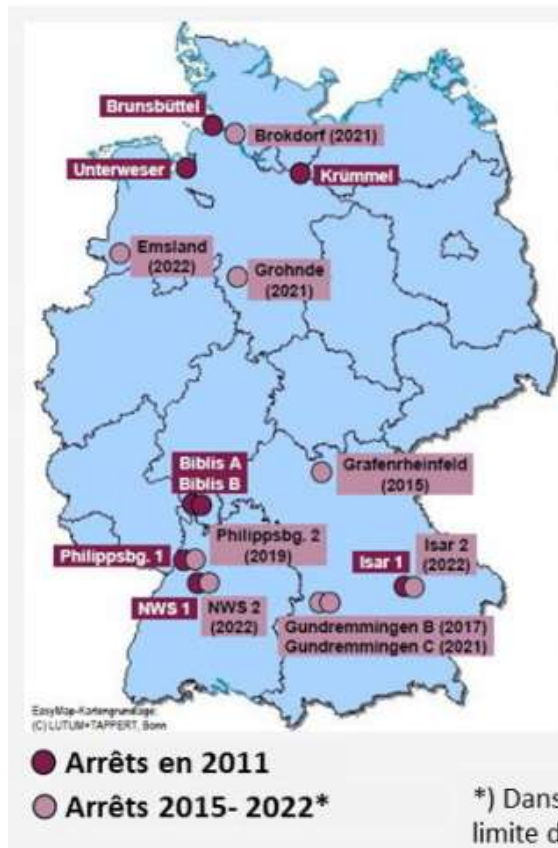 Brunsbüttel
Brokdorf (2021)
Unterweser
Krümmel
Emsland
(2022)
Grohnde
(2021)
Biblis A
Biblis B
Grafenrheinfeld
(2015)
Philippsbg. 2
(2019)
Philippsbg. 1
Isar 2
(2022)
Isar 1
NWS 1
NWS 2
(2022)
Gundremmingen B (2017)
Gundremmingen C (2021)
EasyMap-Kartengrundlage:
(C) LUTUM+TAPPERT, Bonn
Arrêts en 2011
Arrêts 2015- 2022*
*) Dans
limite d